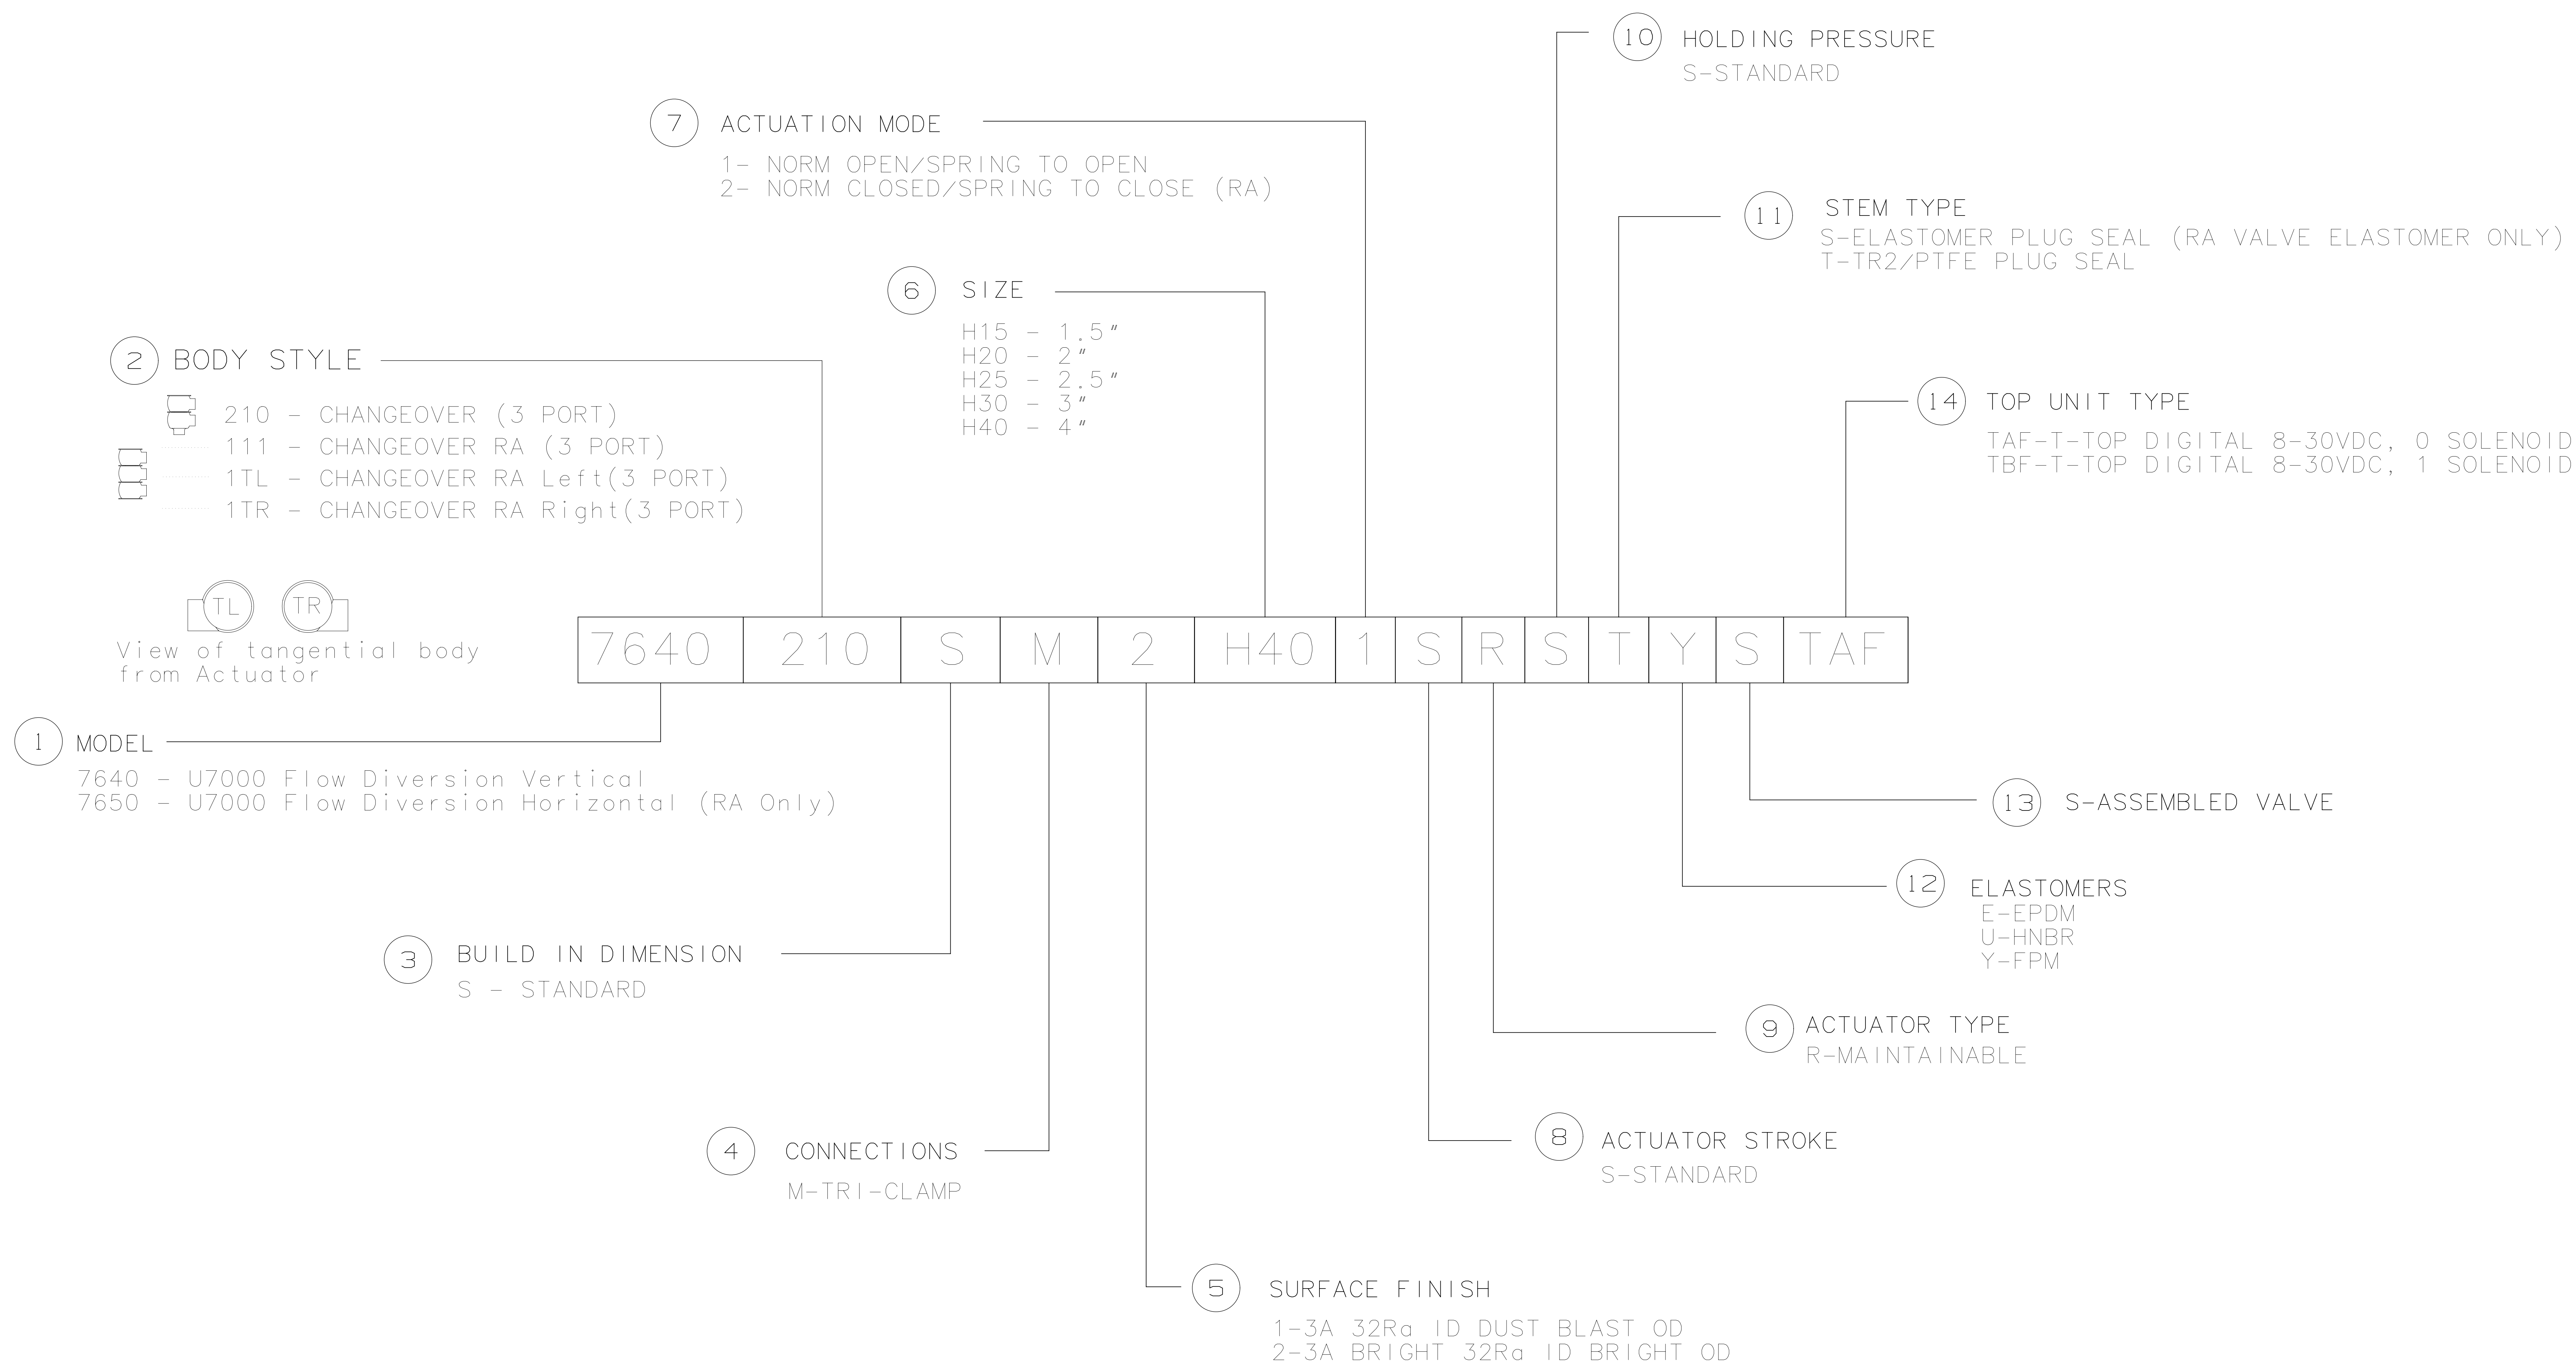 10 HOLDING PRESSURE
S-STANDARD
7 ACTUATION MODE
1- NORM OPEN/SPRING TO OPEN
2- NORM CLOSED/SPRING TO CLOSE (RA)
11 STEM TYPE
S-ELASTOMER PLUG SEAL (RA VALVE ELASTOMER ONLY)
T-TR2/PTFE PLUG SEAL
6 SIZE
H15 - 1.5"
H20 - 2"
H25 - 2.5"
H30 - 3"
H40 - 4"
2 BODY STYLE
210 - CHANGEOVER (3 PORT)
111 - CHANGEOVER RA (3 PORT)
1TL - CHANGEOVER RA Left(3 PORT)
1TR - CHANGEOVER RA Right(3 PORT)
14 TOP UNIT TYPE
TAF-T-TOP DIGITAL 8-30VDC, 0 SOLENOID
TBF-T-TOP DIGITAL 8-30VDC, 1 SOLENOID
TL TR
View of tangential body
from Actuator
7640 210 S M 2 H40 1 S R S T Y S TAF
1 MODEL
7640 - U7000 Flow Diversion Vertical
7650 - U7000 Flow Diversion Horizontal (RA Only)
13 S-ASSEMBLED VALVE
12 ELASTOMERS
E-EPDM
U-HNBR
Y-FPM
3 BUILD IN DIMENSION
S - STANDARD
9 ACTUATOR TYPE
R-MAINTAINABLE
4 CONNECTIONS
M-TRI-CLAMP
8 ACTUATOR STROKE
S-STANDARD
5 SURFACE FINISH
1-3A 32Ra ID DUST BLAST OD
2-3A BRIGHT 32Ra ID BRIGHT OD